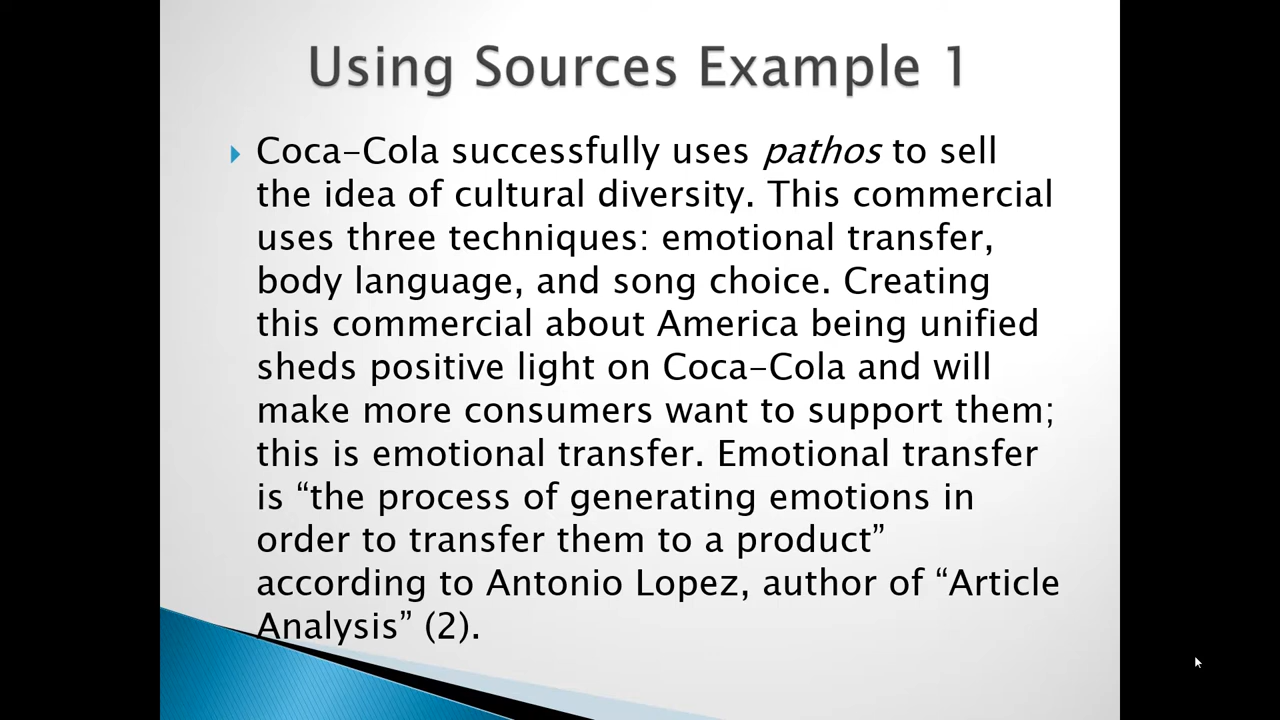 Using Sources Example 1
Coca-Cola successfully uses pathos to sell
the idea of cultural diversity. This commercial
uses three techniques: emotional transfer,
body language, and song choice. Creating
this commercial about America being unified
sheds positive light on Coca-Cola and will
make more consumers want to support them;
this is emotional transfer. Emotional transfer
is “the process of generating emotions in
order to transfer them to a product”
according to Antonio Lopez, author of “Article
Analysis” (2).